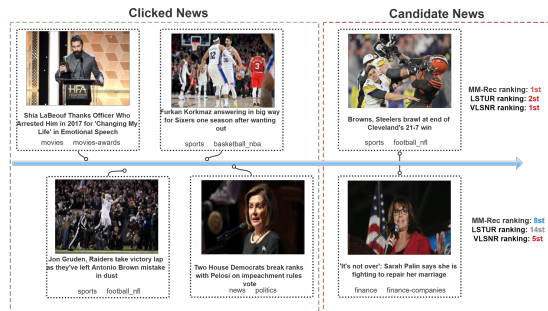 Clicked News
Candidate News
HFA
Shia LaBeouf Thanks Officer Who
Arrested Him in 2017 for 'Changing My
Life' in Emotional Speech
movies movies-awards
Furkan Korkmaz answering in big way
for Sixers one season after wanting
out
sports basketball_nba
Browns, Steelers brawl at end of
Cleveland's 21-7 win
sports football_nfl
MM-Rec ranking: 1st
LSTUR ranking: 2st
VLSNR ranking: 1st
Jon Gruden, Raiders take victory lap
as they've left Antonio Brown mistake
in dust
sports football_nfl
Two House Democrats break ranks
with Pelosi on impeachment rules
vote
news politics
'It's not over': Sarah Palin says she is
fighting to repair her marriage
finance finance-companies
MM-Rec ranking: 8st
LSTUR ranking: 14st
VLSNR ranking: 5st